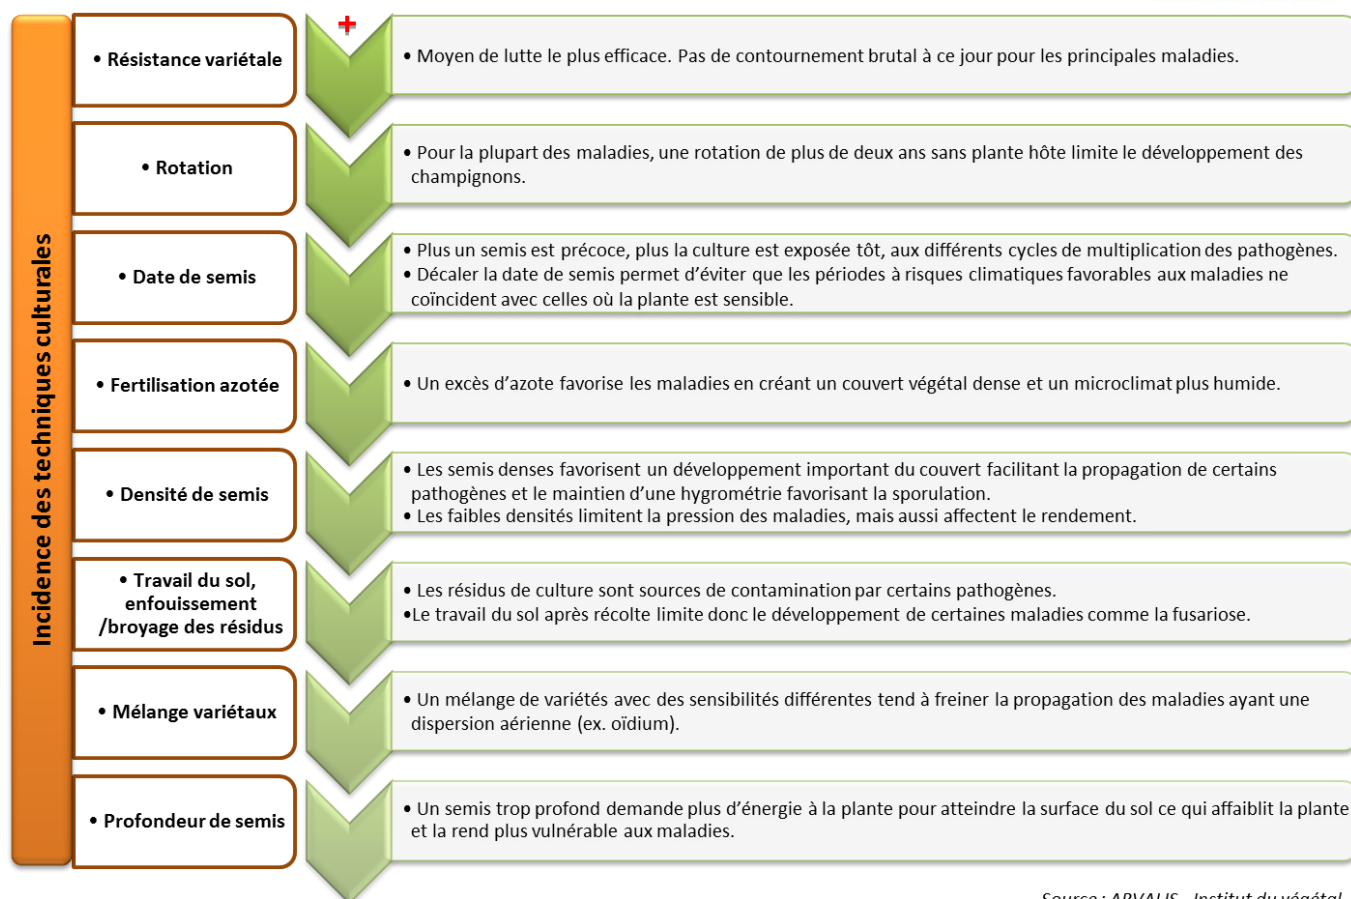 Incidence des techniques culturales
+
• Résistance variétale
• Moyen de lutte le plus efficace. Pas de contournement brutal à ce jour pour les principales maladies.
• Rotation
• Pour la plupart des maladies, une rotation de plus de deux ans sans plante hôte limite le développement des
champignons.
• Date de semis
• Plus un semis est précoce, plus la culture est exposée tôt, aux différents cycles de multiplication des pathogènes.
• Décaler la date de semis permet d’éviter que les périodes à risques climatiques favorables aux maladies ne
coïncident avec celles où la plante est sensible.
• Fertilisation azotée
• Un excès d’azote favorise les maladies en créant un couvert végétal dense et un microclimat plus humide.
• Densité de semis
• Les semis denses favorisent un développement important du couvert facilitant la propagation de certains
pathogènes et le maintien d’une hygrométrie favorisant la sporulation.
• Les faibles densités limitent la pression des maladies, mais aussi affectent le rendement.
• Travail du sol,
enfouissement
/broyage des résidus
• Les résidus de culture sont sources de contamination par certains pathogènes.
•Le travail du sol après récolte limite donc le développement de certaines maladies comme la fusariose.
• Mélange variétaux
• Un mélange de variétés avec des sensibilités différentes tend à freiner la propagation des maladies ayant une
dispersion aérienne (ex. oïdium).
• Profondeur de semis
• Un semis trop profond demande plus d’énergie à la plante pour atteindre la surface du sol ce qui affaiblit la plante
et la rend plus vulnérable aux maladies.
Source : ARVALIS - Institut du végétal